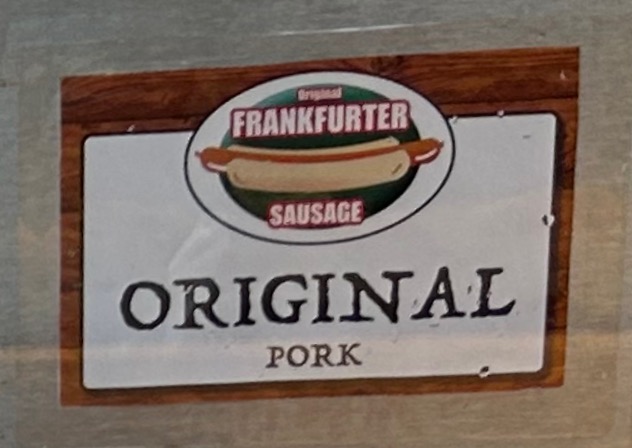 Original
FRANKFURTER
SAUSAGE
ORIGINAL
PORK